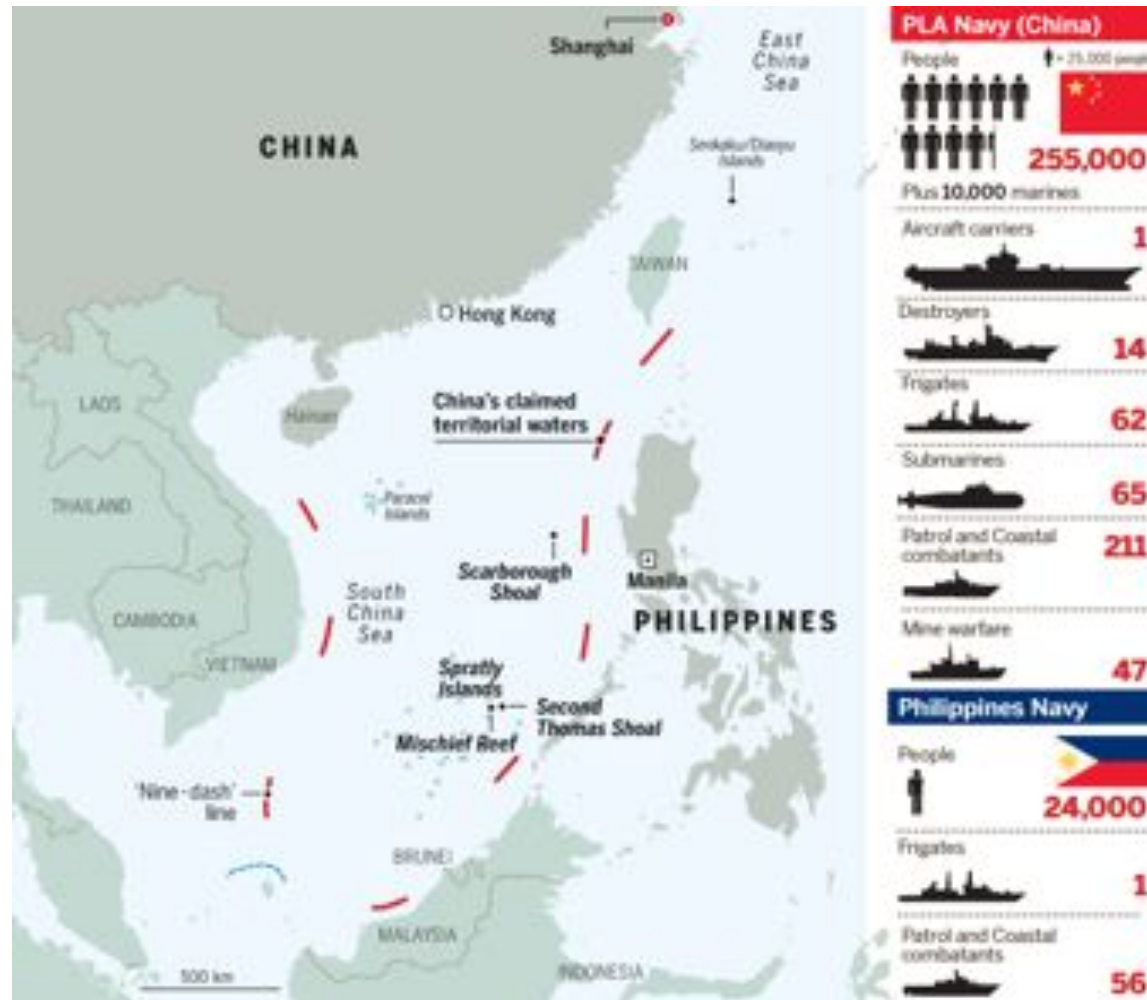 Shanghai
East
China
Sea
CHINA
Senkaku/Diaoyu
Islands
TAIWAN
Hong Kong
LAOS
Hainan
China's claimed
territorial waters
THAILAND
Paracel
Islands
Scarborough
Shoal
Manila
South
China
Sea
CAMBODIA
PHILIPPINES
VIETNAM
Spratly
Islands
Second
Thomas Shoal
Mischief Reef
'Nine-dash'
line
BRUNEI
MALAYSIA
500 km
INDONESIA
PLA Navy (China)
People
= 25,000 people
255,000
Plus 10,000 marines
Aircraft carriers
1
Destroyers
14
Frigates
62
Submarines
65
Patrol and Coastal
combatants
211
Mine warfare
47
Philippines Navy
People
24,000
Frigates
1
Patrol and Coastal
combatants
56